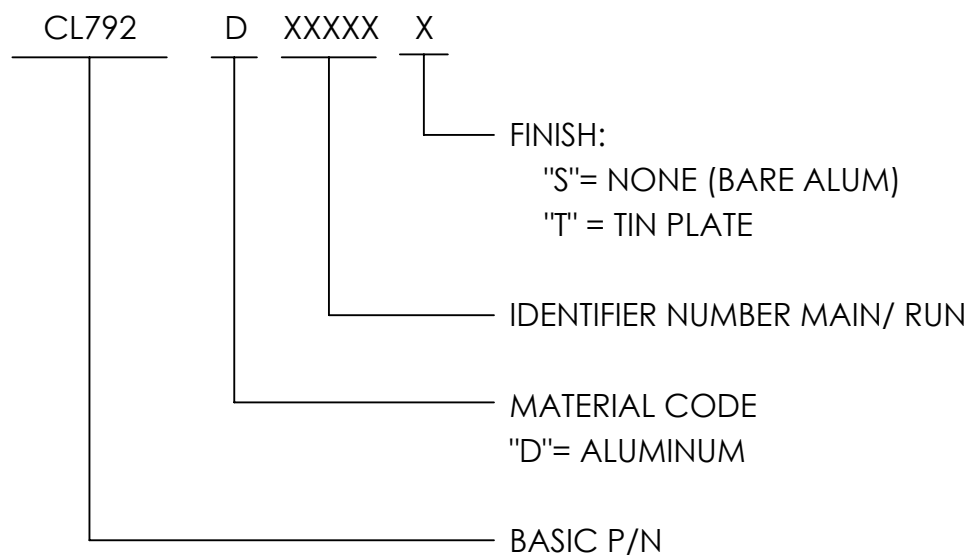 CL792 D XXXXX X
FINISH:
"S"= NONE (BARE ALUM)
"T" = TIN PLATE
IDENTIFIER NUMBER MAIN/ RUN
MATERIAL CODE
"D"= ALUMINUM
BASIC P/N